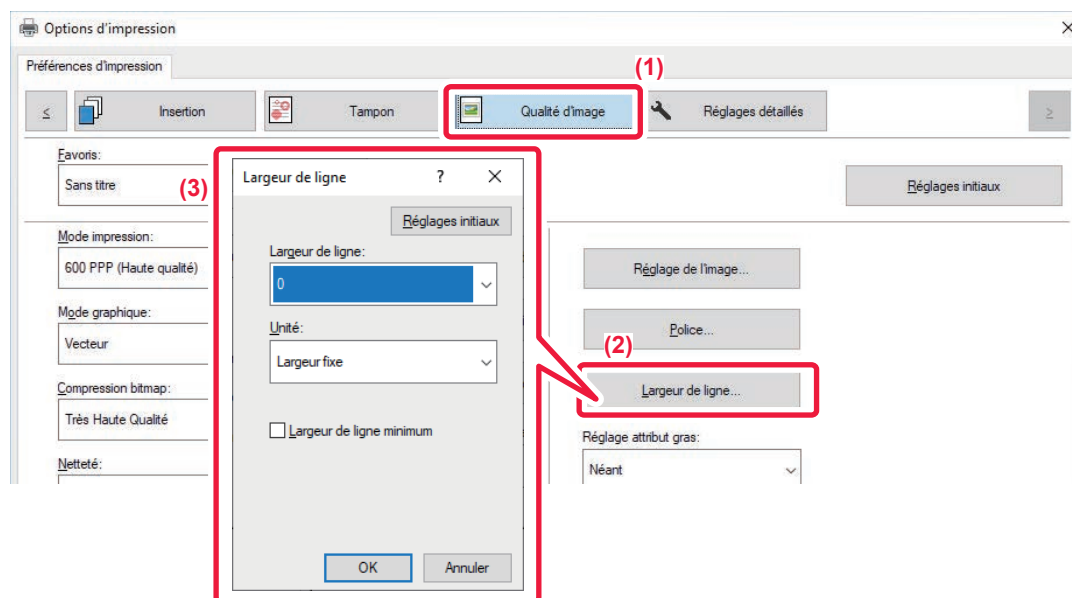 Options d'impression
Préférences d'impression
(1)
<
Insertion
Tampon
Qualité d'image
Réglages détaillés
>
Favoris:
Sans titre
Réglages initiaux
(3)
Largeur de ligne
?
Réglages initiaux
Largeur de ligne:
0
Unité:
Largeur fixe
Largeur de ligne minimum
OK
Annuler
Mode impression:
600 PPP (Haute qualité)
Mode graphique:
Vecteur
Compression bitmap:
Très Haute Qualité
Netteté:
Réglage de l'image...
Police...
(2)
Largeur de ligne...
Réglage attribut gras:
Néant